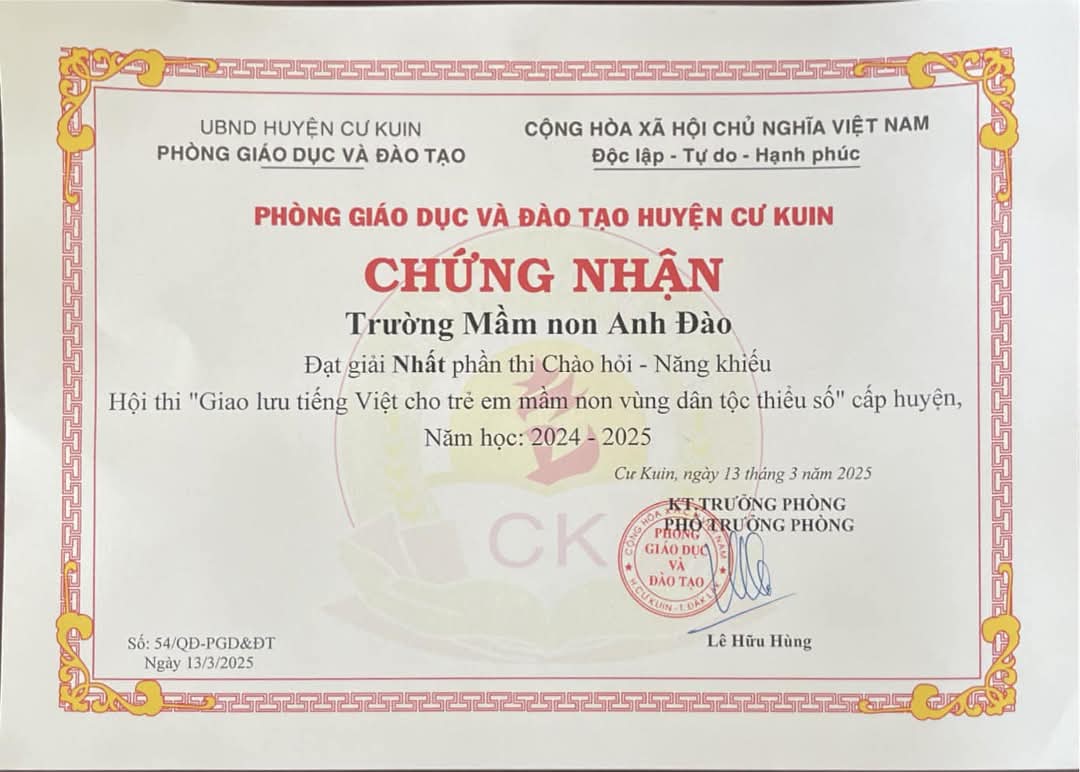 UBND HUYỆN CƯ KUIN
PHÒNG GIÁO DỤC VÀ ĐÀO TẠO
CỘNG HÒA XÃ HỘI CHỦ NGHĨA VIỆT NAM
Độc lập - Tự do - Hạnh phúc
PHÒNG GIÁO DỤC VÀ ĐÀO TẠO HUYỆN CƯ KUIN
CHỨNG NHẬN
Trường Mầm non Anh Đào
Đạt giải Nhất phần thi Chào hỏi - Năng khiếu
Hội thi "Giao lưu tiếng Việt cho trẻ em mầm non vùng dân tộc thiểu số" cấp huyện,
Năm học: 2024 - 2025
Cư Kuin, ngày 13 tháng 3 năm 2025
KT.TRƯỞNG PHÒNG
PHÓ TRƯỞNG PHÒNG
CK
PHÒNG
GIÁO DỤC
VÀ
ĐÀO TẠO
H.CƯ KUIN - T.ĐẮK LẮK
Lê Hữu Hùng
Số: 54/QĐ-PGD&ĐT
Ngày 13/3/2025